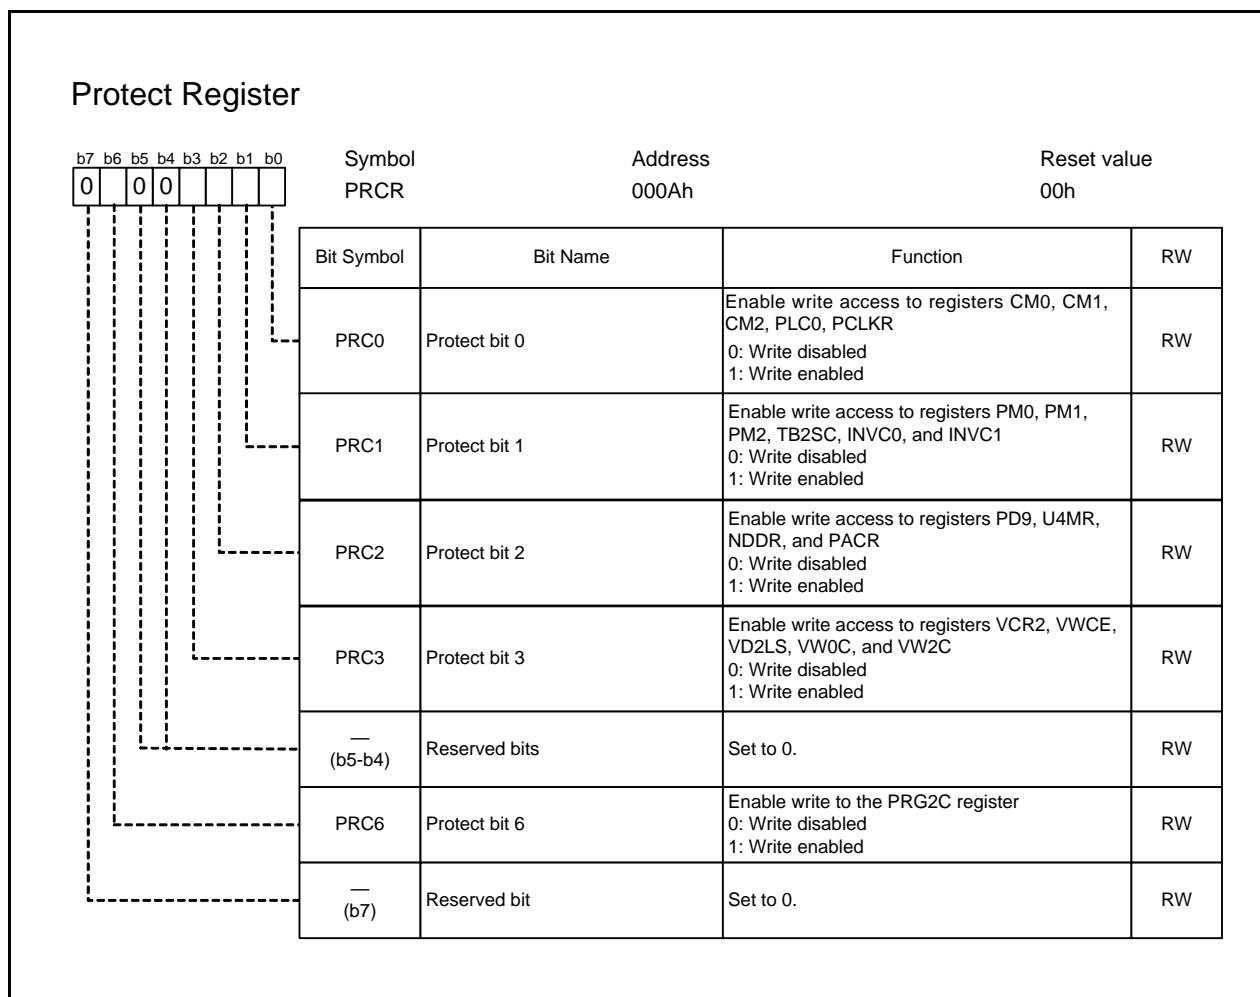 Protect Register
b7 b6 b5 b4 b3 b2 b1 b0
0 0 0
Symbol Address Reset value
PRCR 000Ah 00h
Bit Symbol Bit Name Function RW
PRC0 Protect bit 0 Enable write access to registers CM0, CM1,
CM2, PLC0, PCLKR
0: Write disabled
1: Write enabled RW
PRC1 Protect bit 1 Enable write access to registers PM0, PM1,
PM2, TB2SC, INVC0, and INVC1
0: Write disabled
1: Write enabled RW
PRC2 Protect bit 2 Enable write access to registers PD9, U4MR,
NDDR, and PACR
0: Write disabled
1: Write enabled RW
PRC3 Protect bit 3 Enable write access to registers VCR2, VWCE,
VD2LS, VW0C, and VW2C
0: Write disabled
1: Write enabled RW
—
(b5-b4) Reserved bits Set to 0. RW
PRC6 Protect bit 6 Enable write to the PRG2C register
0: Write disabled
1: Write enabled RW
—
(b7) Reserved bit Set to 0. RW